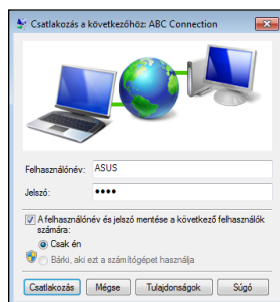 Csatlakozás a következőhöz: ABC Connection
Felhasználónév: ASUS
Jelszó: ••••
A felhasználónév és jelszó mentése a következő felhasználók
számára:
Csak én
Bárki, aki ezt a számítógépet használja
Csatlakozás Mégse Tulajdonságok Súgó